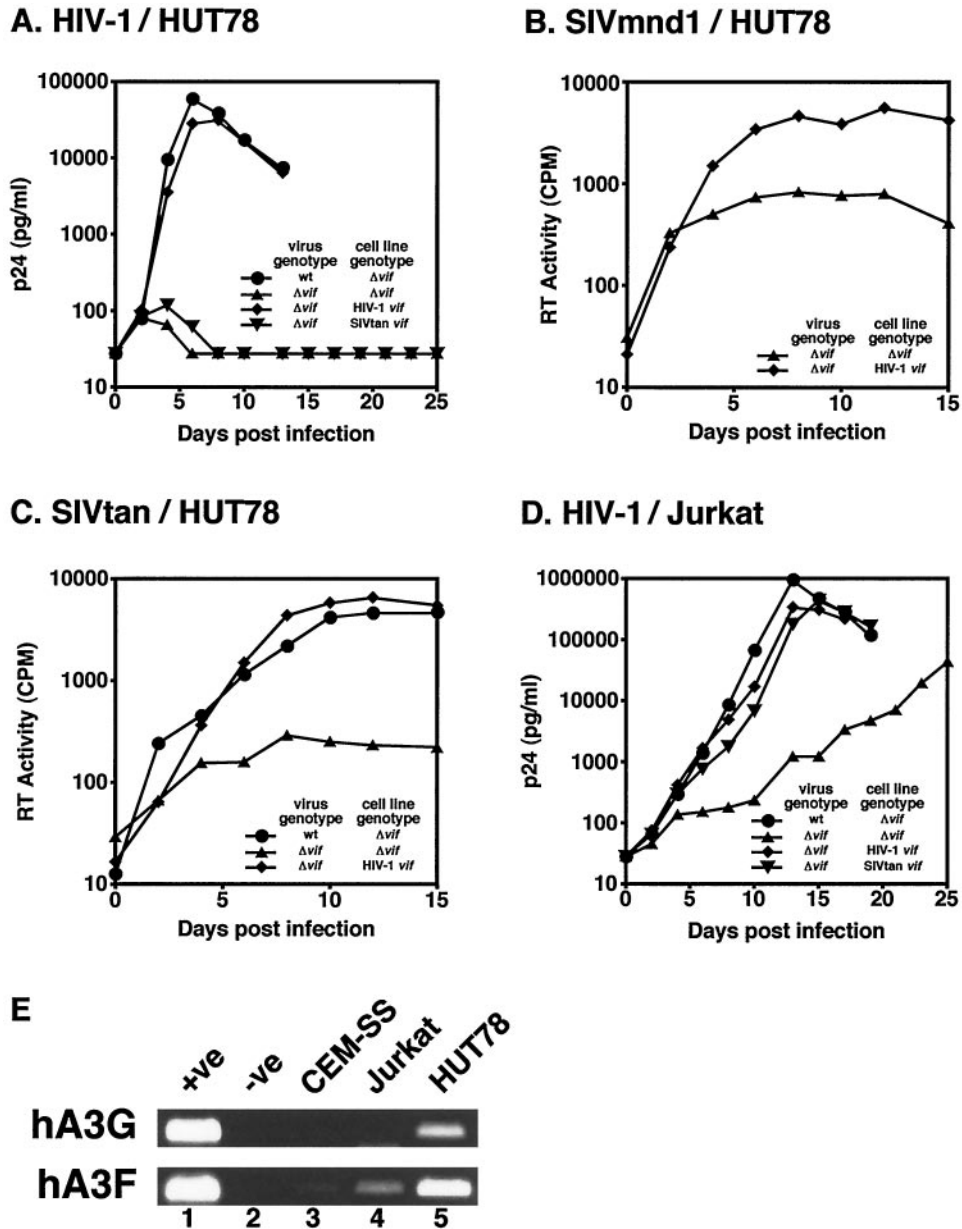 A. HIV-1 / HUT78
100000
10000
1000
100
10
p24 (pg/ml)
0 5 10 15 20 25
Days post infection
virus genotype cell line genotype
wt Δvif
Δvif Δvif
Δvif HIV-1 vif
Δvif SIVtan vif
B. SIVmnd1 / HUT78
10000
1000
100
10
RT Activity (CPM)
0 5 10 15
Days post infection
virus genotype cell line genotype
Δvif Δvif
Δvif HIV-1 vif
C. SIVtan / HUT78
10000
1000
100
10
RT Activity (CPM)
0 5 10 15
Days post infection
virus genotype cell line genotype
wt Δvif
Δvif Δvif
Δvif HIV-1 vif
D. HIV-1 / Jurkat
1000000
100000
10000
1000
100
10
p24 (pg/ml)
0 5 10 15 20 25
Days post infection
virus genotype cell line genotype
wt Δvif
Δvif Δvif
Δvif HIV-1 vif
Δvif SIVtan vif
E
+ve -ve CEM-SS Jurkat HUT78
hA3G
hA3F
1 2 3 4 5